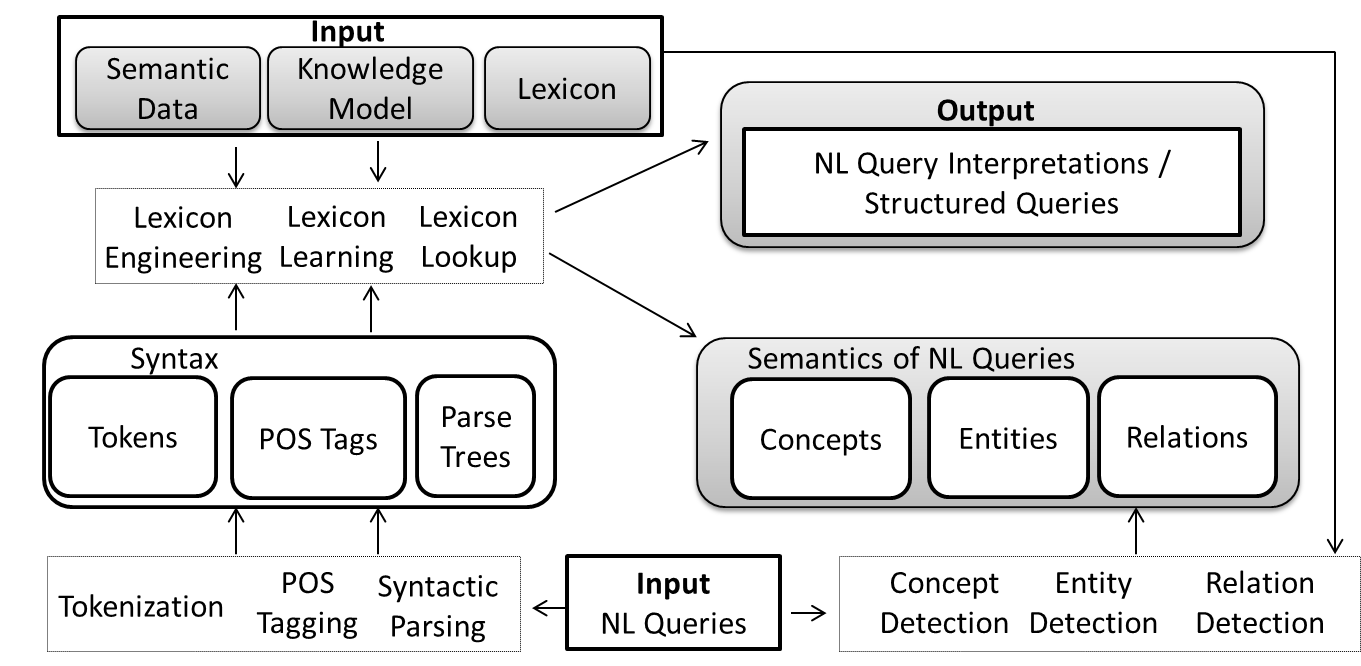 Input
Semantic
Data
Knowledge
Model
Lexicon
Output
NL Query Interpretations /
Structured Queries
Lexicon
Engineering
Lexicon
Learning
Lexicon
Lookup
Syntax
Tokens
POS Tags
Parse
Trees
Semantics of NL Queries
Concepts
Entities
Relations
Tokenization
POS
Tagging
Syntactic
Parsing
Input
NL Queries
Concept
Detection
Entity
Detection
Relation
Detection